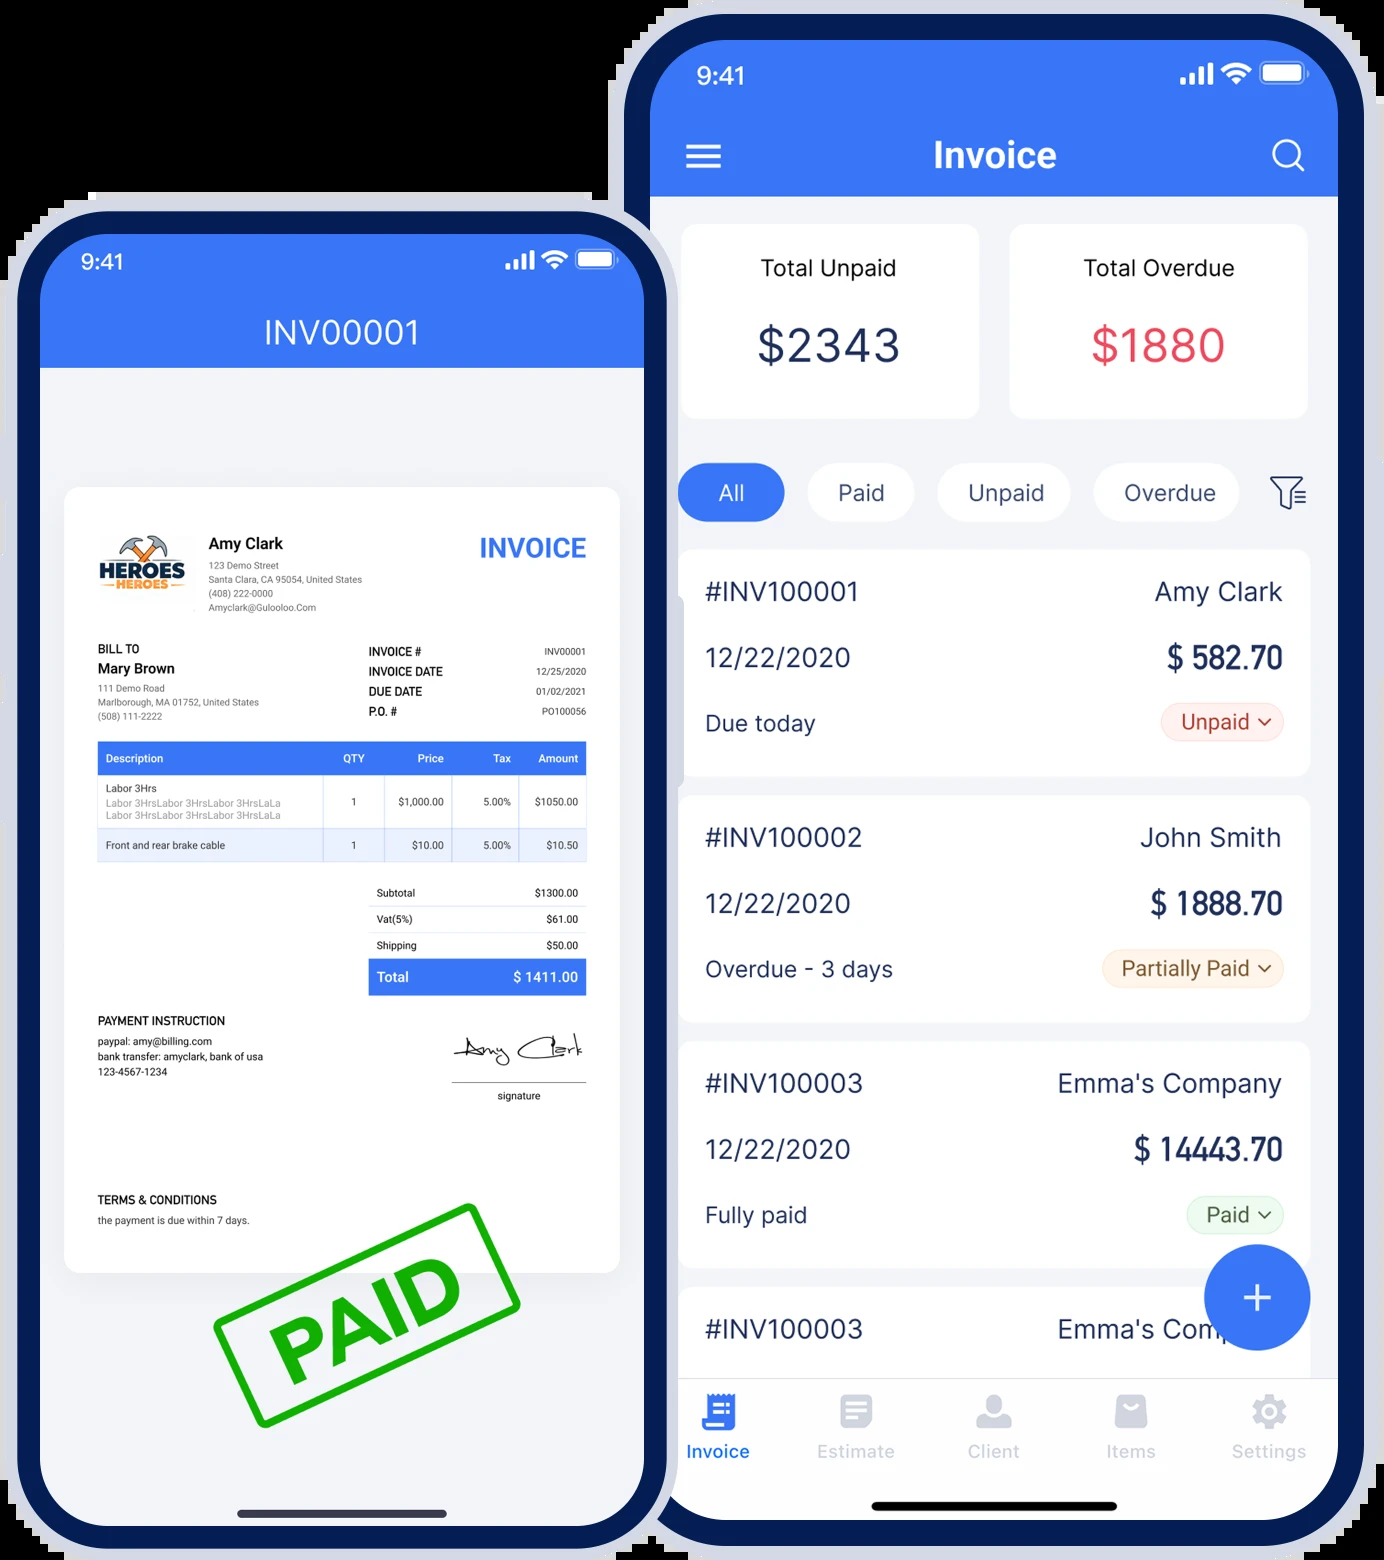 9:41
INV00001
HEROES
HEROES
Amy Clark
123 Demo Street
Santa Clara, CA 95054, United States
(408) 222-0000
Amyclark@Gulooloo.Com
INVOICE
BILL TO
Mary Brown
111 Demo Road
Marlborough, MA 01752, United States
(508) 111-2222
INVOICE # INV00001
INVOICE DATE 12/25/2020
DUE DATE 01/02/2021
P.O. # PO100056
Description QTY Price Tax Amount
Labor 3Hrs
Labor 3HrsLabor 3HrsLabor 3HrsLaLa
Labor 3HrsLabor 3HrsLabor 3HrsLaLa
1 $1,000.00 5.00% $1050.00
Front and rear brake cable 1 $10.00 5.00% $10.50
Subtotal $1300.00
Vat(5%) $61.00
Shipping $50.00
Total $ 1411.00
PAYMENT INSTRUCTION
paypal: amy@billing.com
bank transfer: amyclark, bank of usa
123-4567-1234
Amy Clark
signature
TERMS & CONDITIONS
the payment is due within 7 days.
PAID
9:41
Invoice
Total Unpaid
$2343
Total Overdue
$1880
All Paid Unpaid Overdue
#INV100001 Amy Clark
12/22/2020 $ 582.70
Due today Unpaid
#INV100002 John Smith
12/22/2020 $ 1888.70
Overdue - 3 days Partially Paid
#INV100003 Emma's Company
12/22/2020 $ 14443.70
Fully paid Paid
#INV100003 Emma's Com
Invoice Estimate Client Items Settings